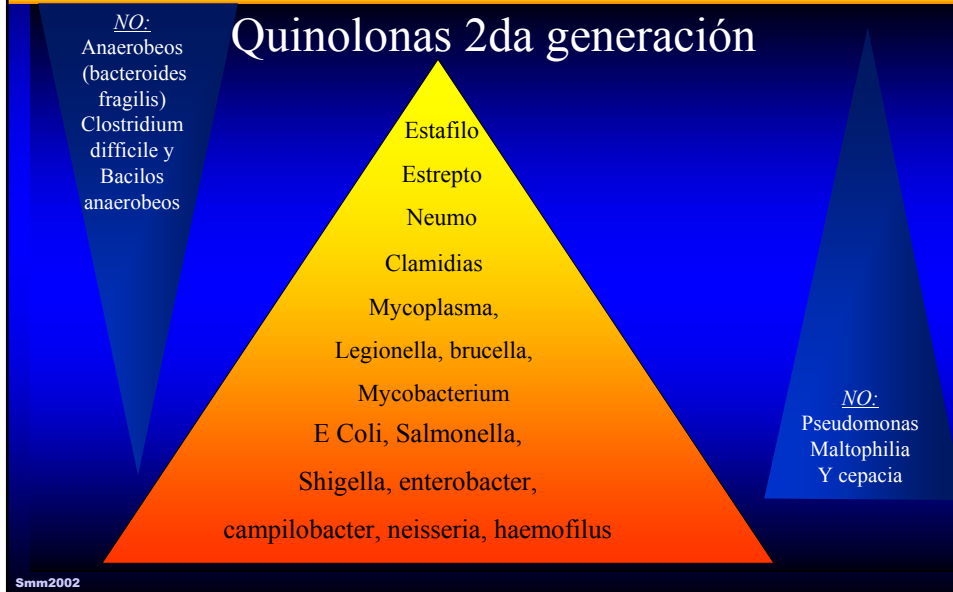 Quinolonas 2da generación
NO:
Anaerobeos
(bacteroides
fragilis)
Clostridium
difficile y
Bacilos
anaerobeos
Estafilo
Estrepto
Neumo
Clamidias
Mycoplasma,
Legionella, brucella,
Mycobacterium
E Coli, Salmonella,
Shigella, enterobacter,
campilobacter, neisseria, haemofilus
NO:
Pseudomonas
Maltophilia
Y cepacia
Smm2002